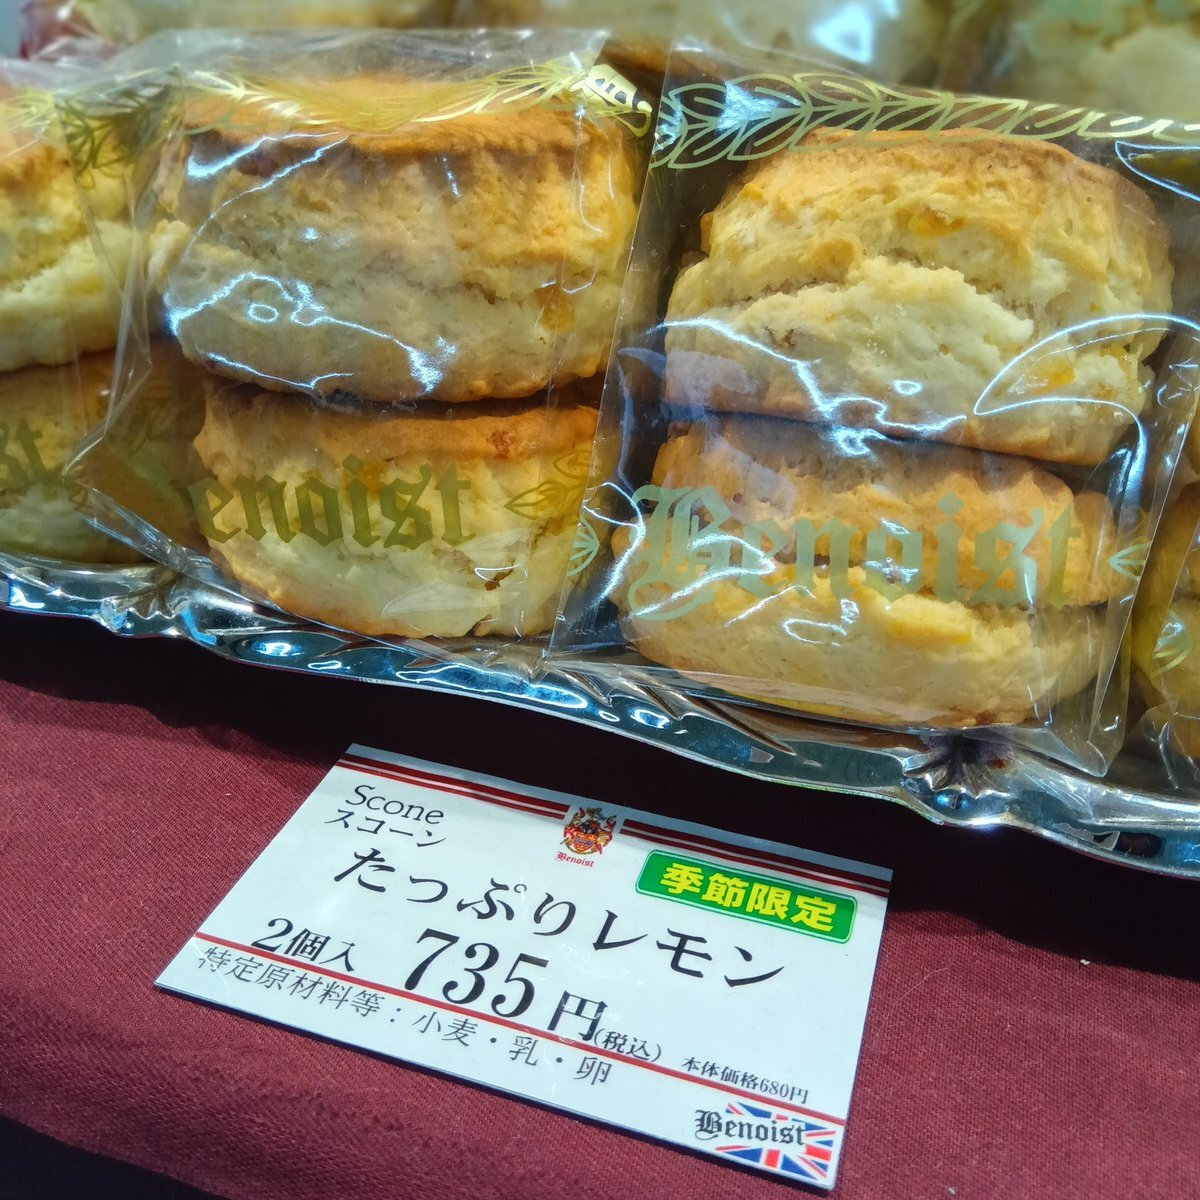 enoist
Benoist
Scone
スコーン
Benoist
季節限定
たっぷりレモン
2個入 735円(税込) 本体価格680円
特定原材料等:小麦・乳・卵
Benoist